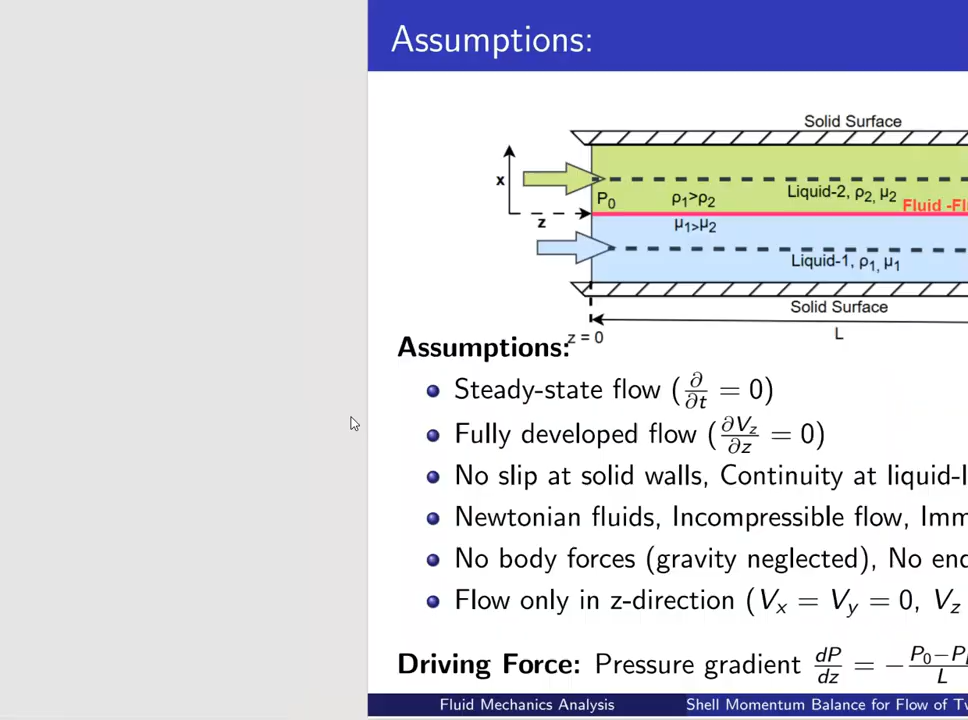 Assumptions:
Solid Surface
x
P₀
ρ₁>ρ₂
Liquid-2, ρ₂, μ₂
Fluid -Fl
z
μ₁>μ₂
Liquid-1, ρ₁, μ₁
Solid Surface
z = 0
L
Assumptions:
Steady-state flow (∂/∂t = 0)
Fully developed flow (∂V_z/∂z = 0)
No slip at solid walls, Continuity at liquid-l
Newtonian fluids, Incompressible flow, Imm
No body forces (gravity neglected), No end
Flow only in z-direction (Vₓ = V_y = 0, V_z
Driving Force: Pressure gradient dP/dz = −P₀−P/L
Fluid Mechanics Analysis
Shell Momentum Balance for Flow of Tw